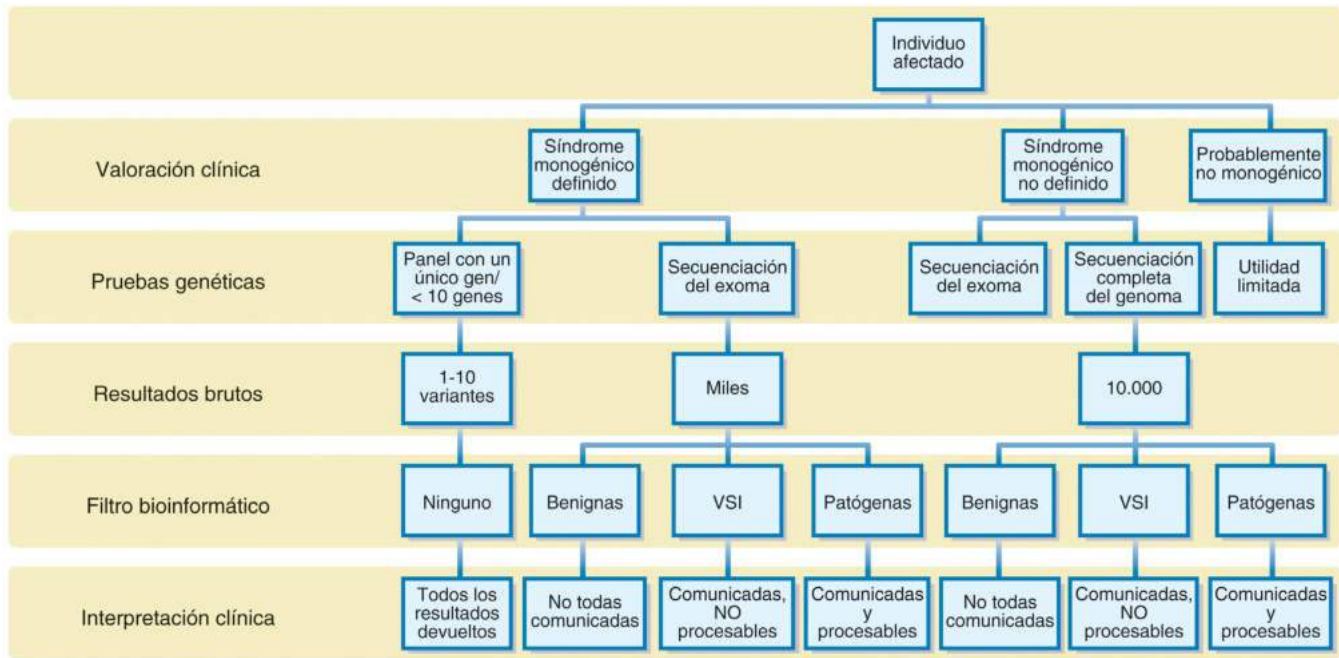 Individuo
afectado
Valoración clínica
Síndrome
monogénico
definido
Síndrome
monogénico
no definido
Probablemente
no monogénico
Pruebas genéticas
Panel con un
único gen/
< 10 genes
Secuenciación
del exoma
Secuenciación
del exoma
Secuenciación
completa
del genoma
Utilidad
limitada
Resultados brutos
1-10
variantes
Miles
10.000
Filtro bioinformático
Ninguno
Benignas
VSI
Patógenas
Benignas
VSI
Patógenas
Interpretación clínica
Todos los
resultados
devueltos
No todas
comunicadas
Comunicadas,
NO
procesables
Comunicadas
y
procesables
No todas
comunicadas
Comunicadas,
NO
procesables
Comunicadas
y
procesables